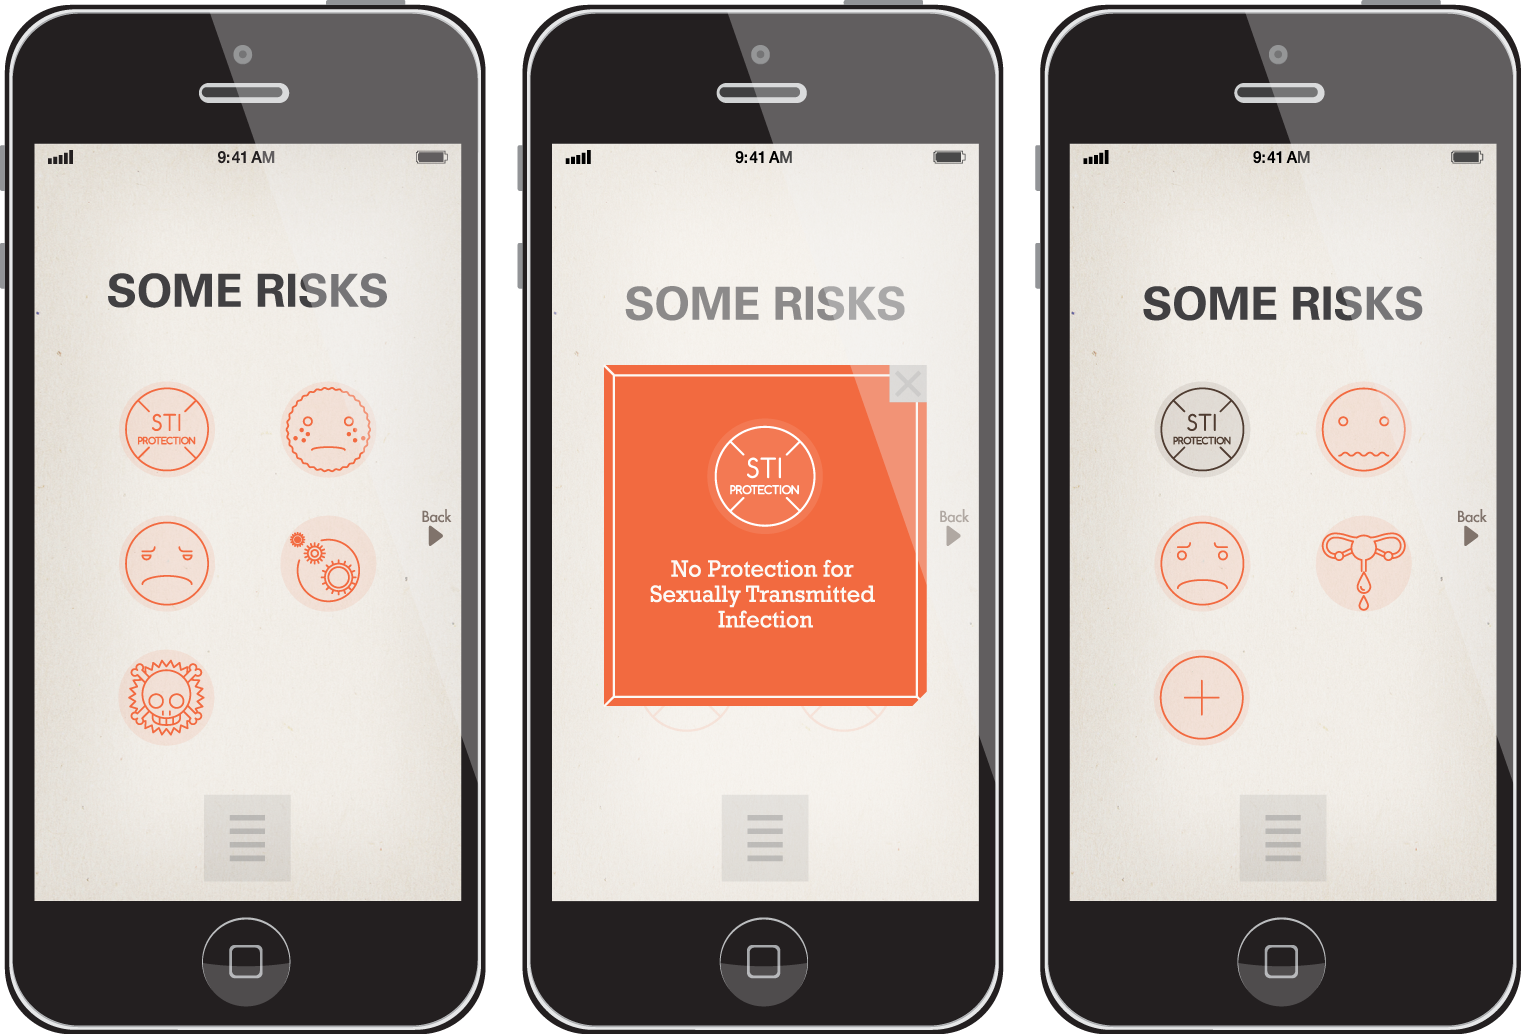 9:41 AM
SOME RISKS
STI
PROTECTION
Back
9:41 AM
SOME RISKS
STI
PROTECTION
No Protection for
Sexually Transmitted
Infection
Back
9:41 AM
SOME RISKS
STI
PROTECTION
Back